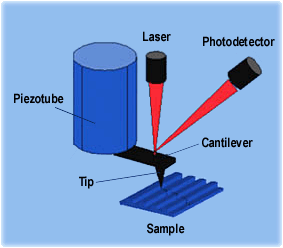 Laser
Photodetector
Piezotube
Cantilever
Tip
Sample